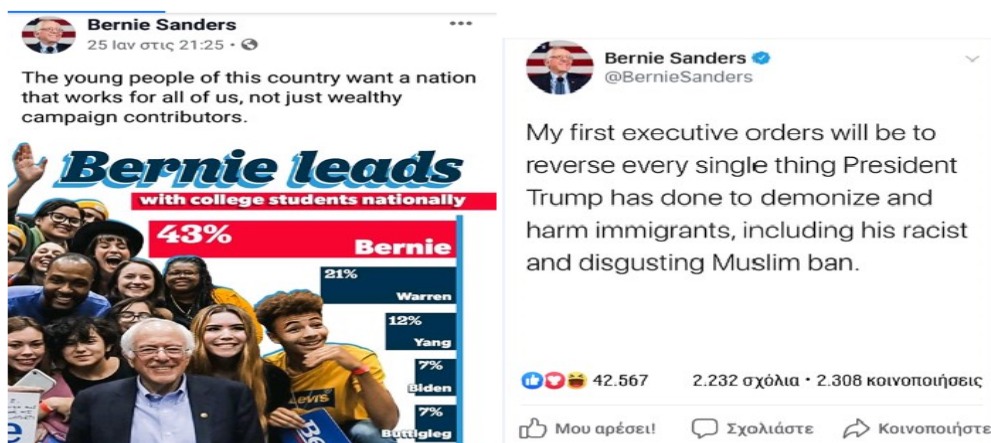 Bernie Sanders
25 Ιαν στις 21:25 ·
The young people of this country want a nation
that works for all of us, not just wealthy
campaign contributors.
Bernie leads
with college students nationally
43%
Bernie
21%
Warren
12%
Yang
7%
Biden
7%
Buttigieg
Bernie Sanders
@BernieSanders
My first executive orders will be to
reverse every single thing President
Trump has done to demonize and
harm immigrants, including his racist
and disgusting Muslim ban.
42.567 2.232 σχόλια · 2.308 κοινοποιήσεις
Μου αρέσει! Σχολιάστε Κοινοποιήστε